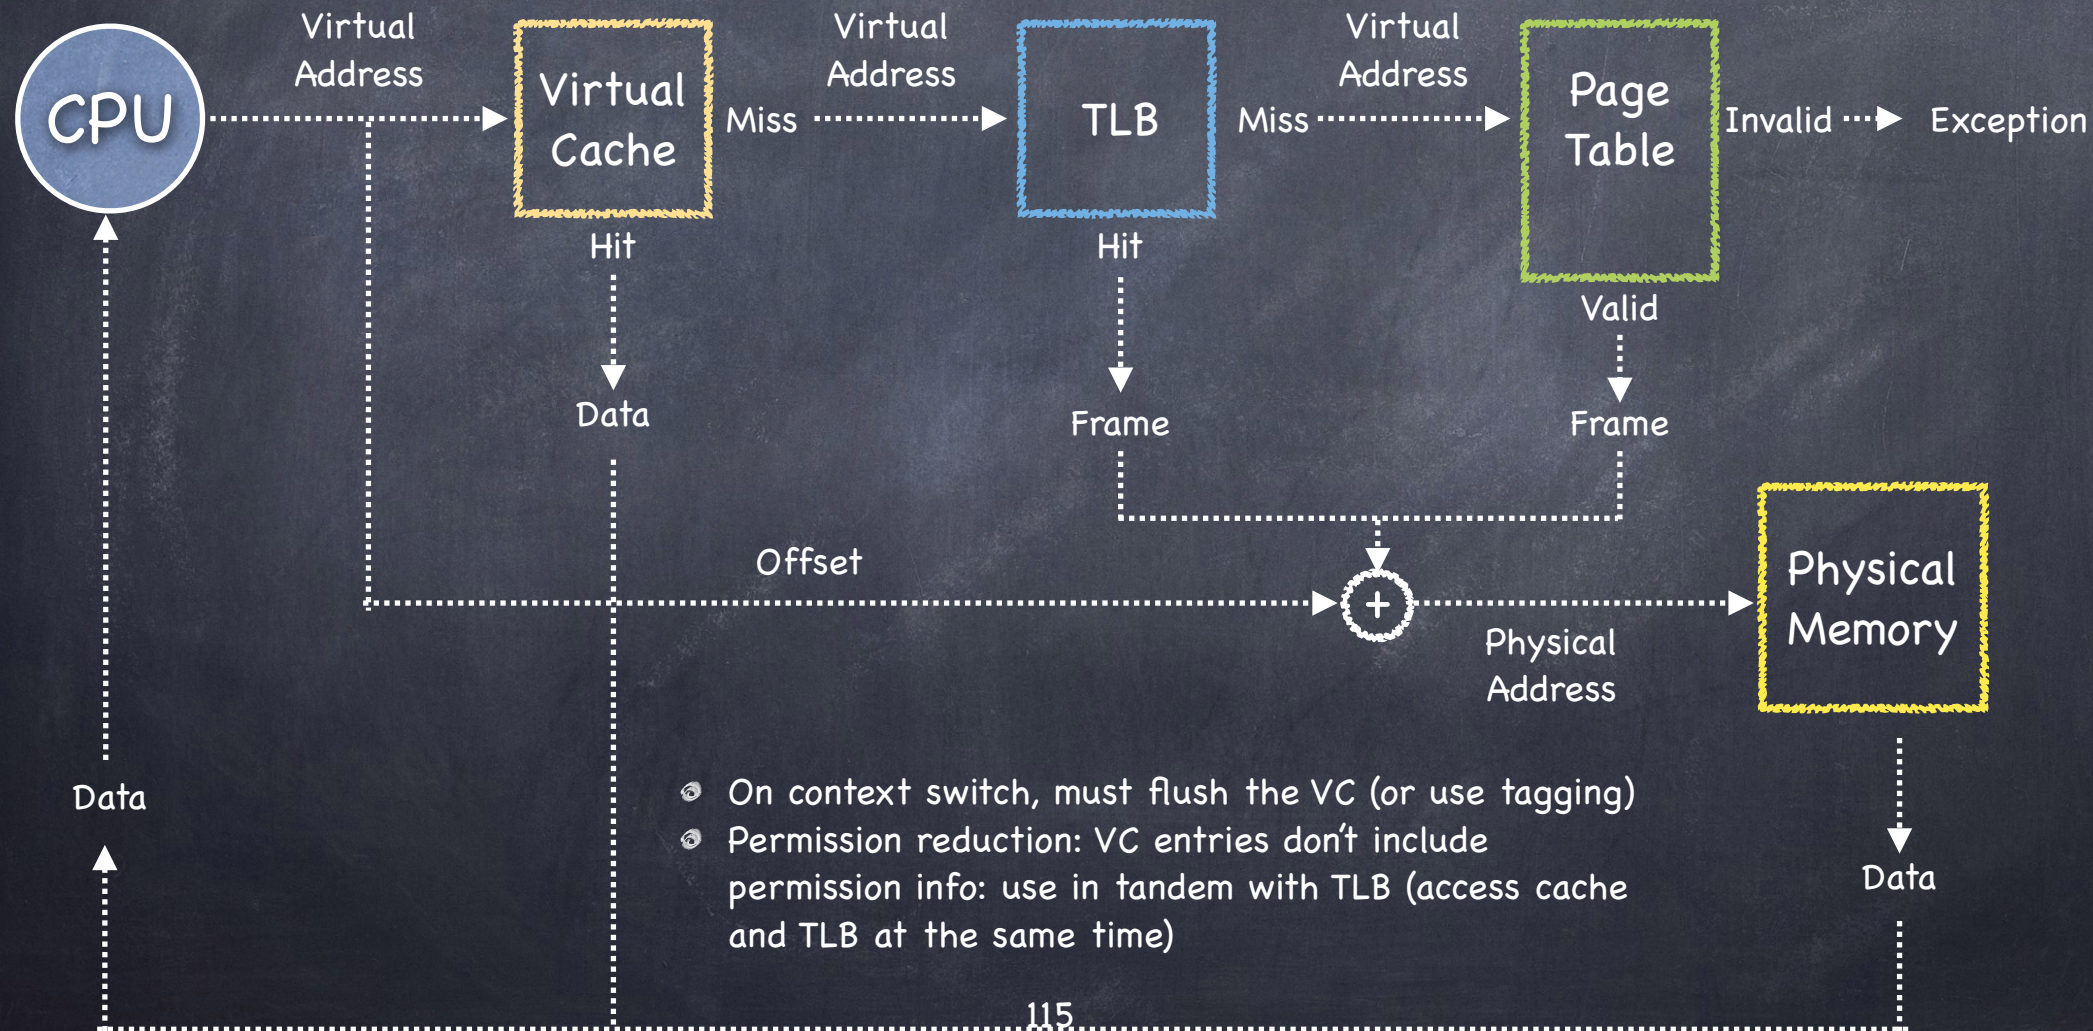 CPU
Virtual
Address
Virtual
Cache
Miss
Virtual
Address
TLB
Miss
Virtual
Address
Page
Table
Invalid
Exception
Hit
Data
Hit
Frame
Valid
Frame
Offset
+
Physical
Address
Physical
Memory
Data
Data
On context switch, must flush the VC (or use tagging)
Permission reduction: VC entries don't include
permission info: use in tandem with TLB (access cache
and TLB at the same time)
115